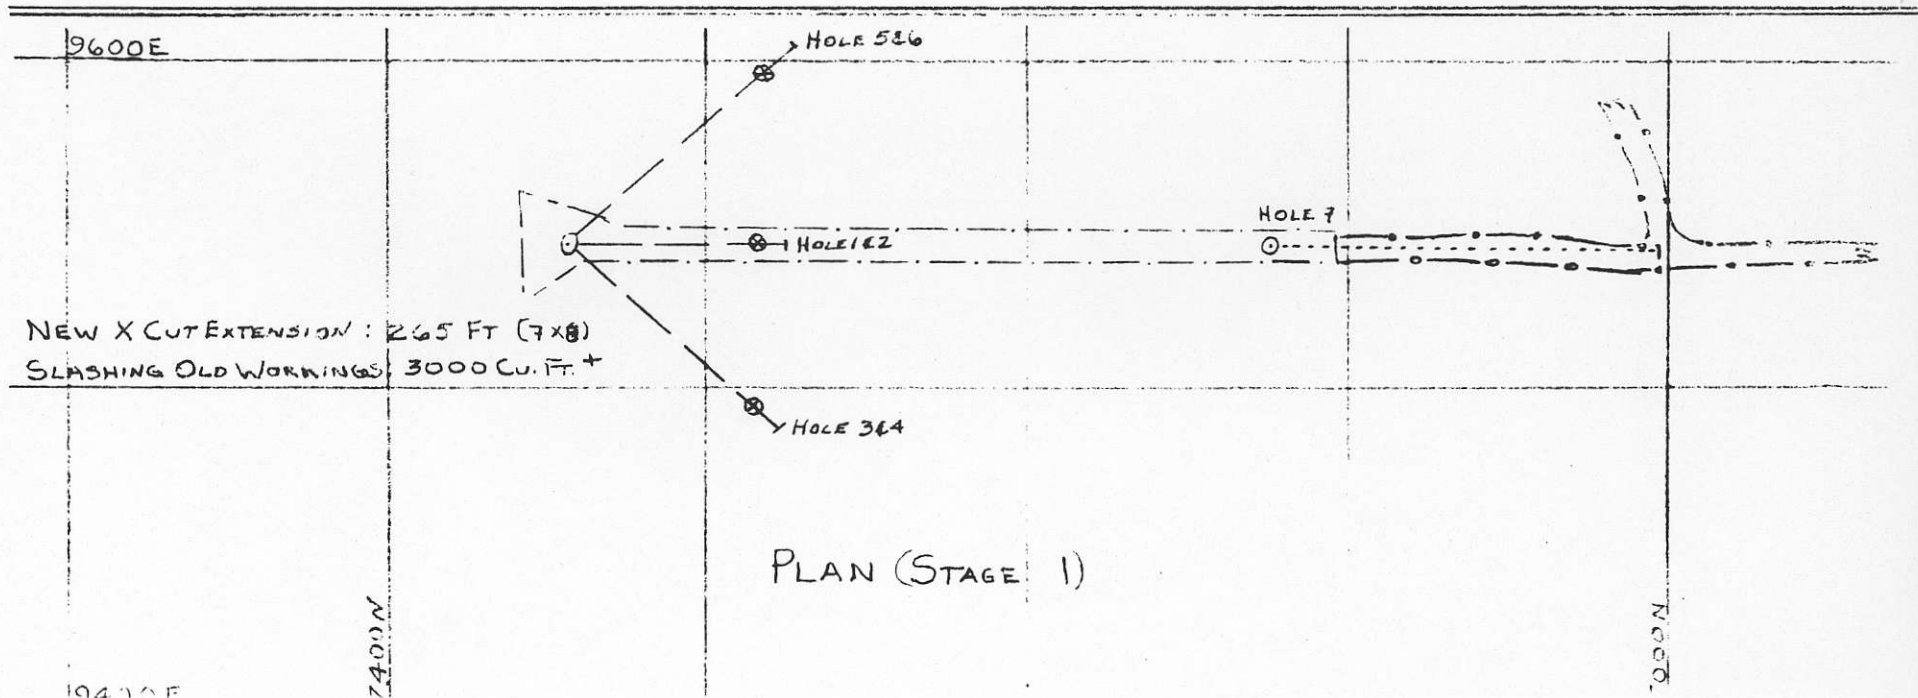 9600E
HOLE 5&6
HOLE 7
HOLE 1&2
NEW X CUT EXTENSION : 265 FT (7x8)
SLASHING OLD WORKINGS: 3000 CU. FT. +
HOLE 3&4
PLAN (STAGE 1)
7400N
000N